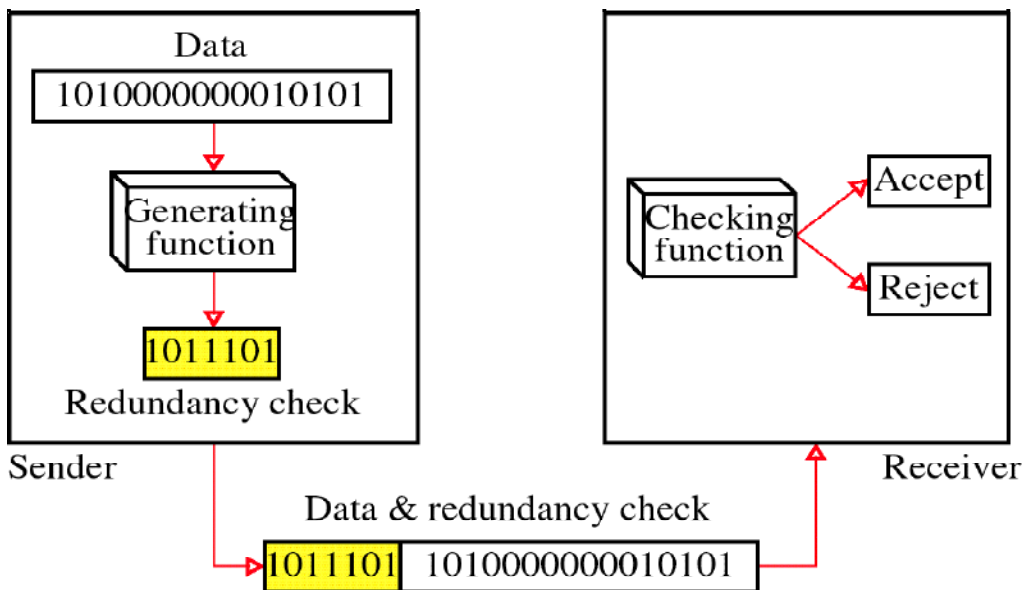 Data
1010000000010101
Generating
function
1011101
Redundancy check
Sender
Checking
function
Accept
Reject
Receiver
Data & redundancy check
1011101 1010000000010101